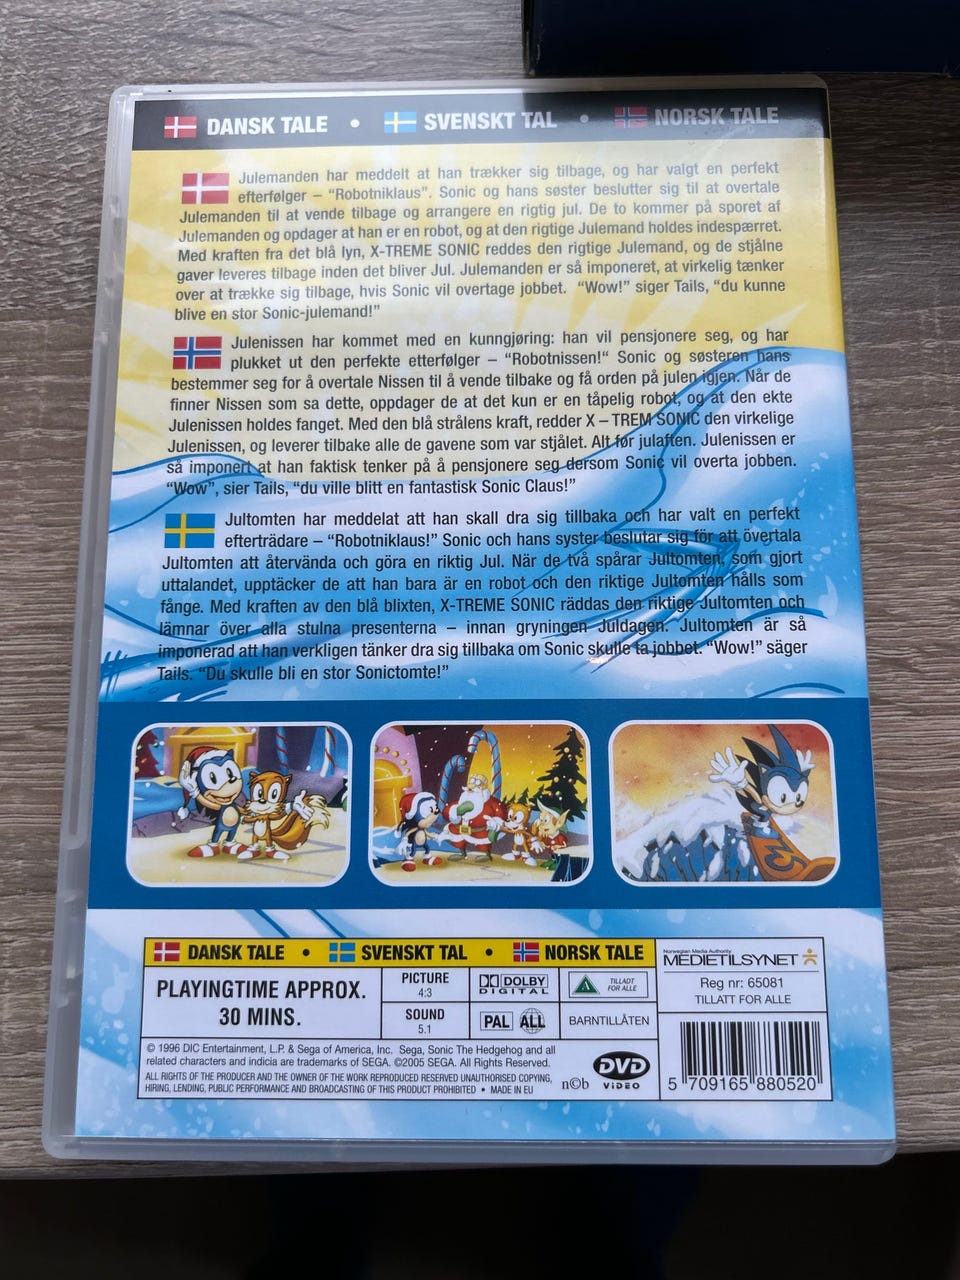 DANSK TALE • SVENSKT TAL • NORSK TALE
Julemanden har meddelt at han trækker sig tilbage, og har valgt en perfekt
efterfølger – “Robotniklaus”. Sonic og hans søster beslutter sig til at overtale
Julemanden til at vende tilbage og arrangere en rigtig jul. De to kommer på sporet af
Julemanden og opdager at han er en robot, og at den rigtige Julemand holdes indespærret.
Med kraften fra det blå lyn, X-TREME SONIC reddes den rigtige Julemand, og de stjålne
gaver leveres tilbage inden det bliver Jul. Julemanden er så imponeret, at virkelig tænker
over at trække sig tilbage, hvis Sonic vil overtage jobbet. “Wow!” siger Tails, “du kunne
blive en stor Sonic-julemand!”
Julenissen har kommet med en kunngjøring: han vil pensjonere seg, og har
plukket ut den perfekte etterfølger – “Robotnissen!“ Sonic og søsteren hans
bestemmer seg for å overtale Nissen til å vende tilbake og få orden på julen igjen. Når de
finner Nissen som sa dette, oppdager de at det kun er en tåpelig robot, og at den ekte
Julenissen holdes fanget. Med den blå strålens kraft, redder X – TREM SONIC den virkelige
Julenissen, og leverer tilbake alle de gavene som var stjålet. Alt før julaften. Julenissen er
så imponert at han faktisk tenker på å pensjonere seg dersom Sonic vil overta jobben.
“Wow”, sier Tails, “du ville blitt en fantastisk Sonic Claus!”
Jultomten har meddelat att han skall dra sig tillbaka och har valt en perfekt
efterträdare – “Robotniklaus!” Sonic och hans syster beslutar sig för att övertala
Jultomten att återvända och göra en riktig Jul. När de två spårar Jultomten, som gjort
uttalandet, upptäcker de att han bara är en robot och den riktige Jultomten hålls som
fånge. Med kraften av den blå blixten, X-TREME SONIC räddas den riktige Jultomten och
lämnar över alla stulna presenterna – innan gryningen Juldagen. Jultomten är så
imponerad att han verkligen tänker dra sig tillbaka om Sonic skulle ta jobbet. “Wow!” säger
Tails. “Du skulle bli en stor Sonictomte!”
DANSK TALE • SVENSKT TAL • NORSK TALE
PLAYINGTIME APPROX.
30 MINS.
PICTURE
4:3
SOUND
5.1
DOLBY
DIGITAL
PAL ALL
A TILLADT
FOR ALLE
BARNTILLÅTEN
Norwegian Media Authority
MEDIETILSYNET
Reg nr: 65081
TILLATT FOR ALLE
© 1996 DIC Entertainment, L.P. & Sega of America, Inc. Sega, Sonic The Hedgehog and all
related characters and indicia are trademarks of SEGA. ©2005 SEGA. All Rights Reserved.
ALL RIGHTS OF THE PRODUCER AND THE OWNER OF THE WORK REPRODUCED RESERVED UNAUTHORISED COPYING,
HIRING, LENDING, PUBLIC PERFORMANCE AND BROADCASTING OF THIS PRODUCT PROHIBITED • MADE IN EU
n©b
DVD
VIDEO
5 709165 880520